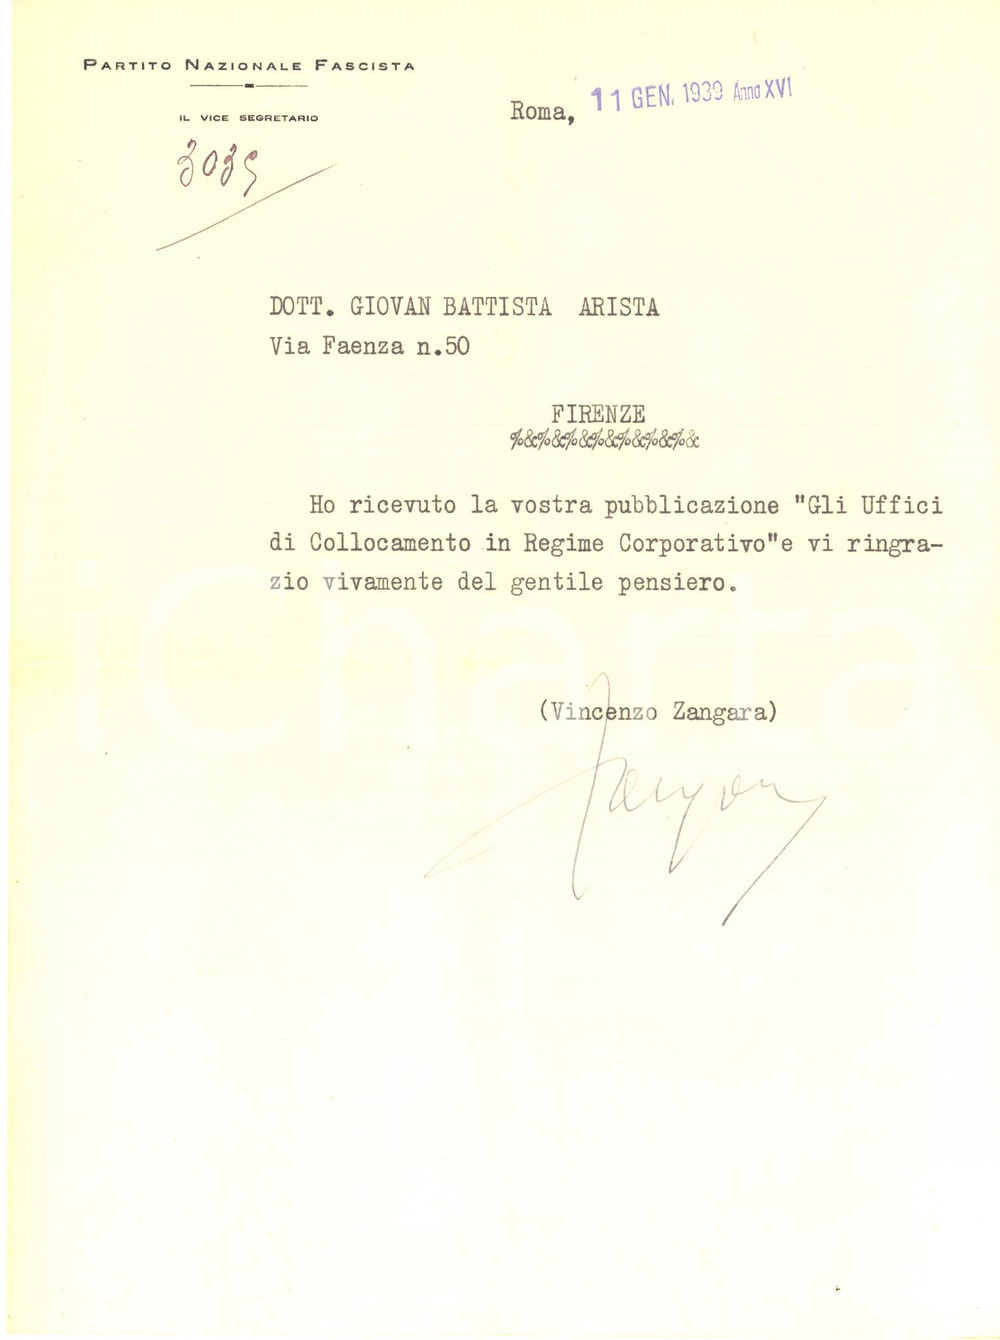 PARTITO NAZIONALE FASCISTA
IL VICE SEGRETARIO
3035
Roma, 11 GEN. 1939 Anno XVI
DOTT. GIOVAN BATTISTA ARISTA
Via Faenza n.50
FIRENZE
%&%&%&%&%&%&%&
Ho ricevuto la vostra pubblicazione "Gli Uffici
di Collocamento in Regime Corporativo"e vi ringra-
zio vivamente del gentile pensiero.
iCharta
(Vincenzo Zangara)